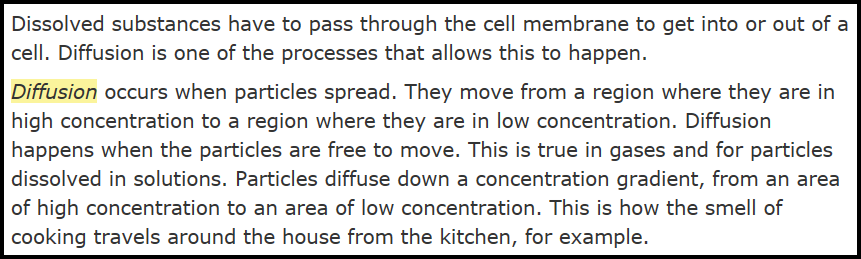 Dissolved substances have to pass through the cell membrane to get into or out of a
cell. Diffusion is one of the processes that allows this to happen.
Diffusion occurs when particles spread. They move from a region where they are in
high concentration to a region where they are in low concentration. Diffusion
happens when the particles are free to move. This is true in gases and for particles
dissolved in solutions. Particles diffuse down a concentration gradient, from an area
of high concentration to an area of low concentration. This is how the smell of
cooking travels around the house from the kitchen, for example.